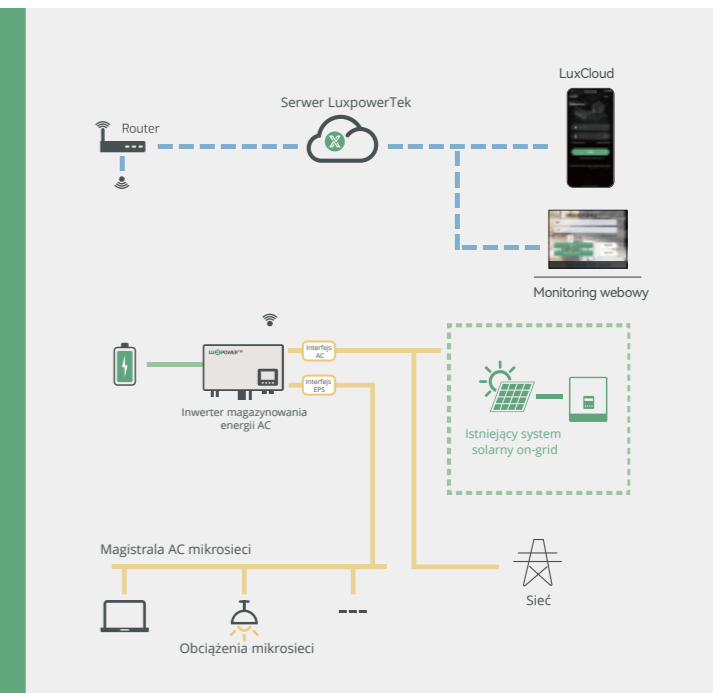 LuxCloud
Serwer LuxpowerTek
Router
Monitoring webowy
LUXPOWER
Interfejs
AC
Interfejs
EPS
Inwerter magazynowania
energii AC
Istniejący system
solarny on-grid
Magistrala AC mikrosieci
Sieć
Obciążenia mikrosieci